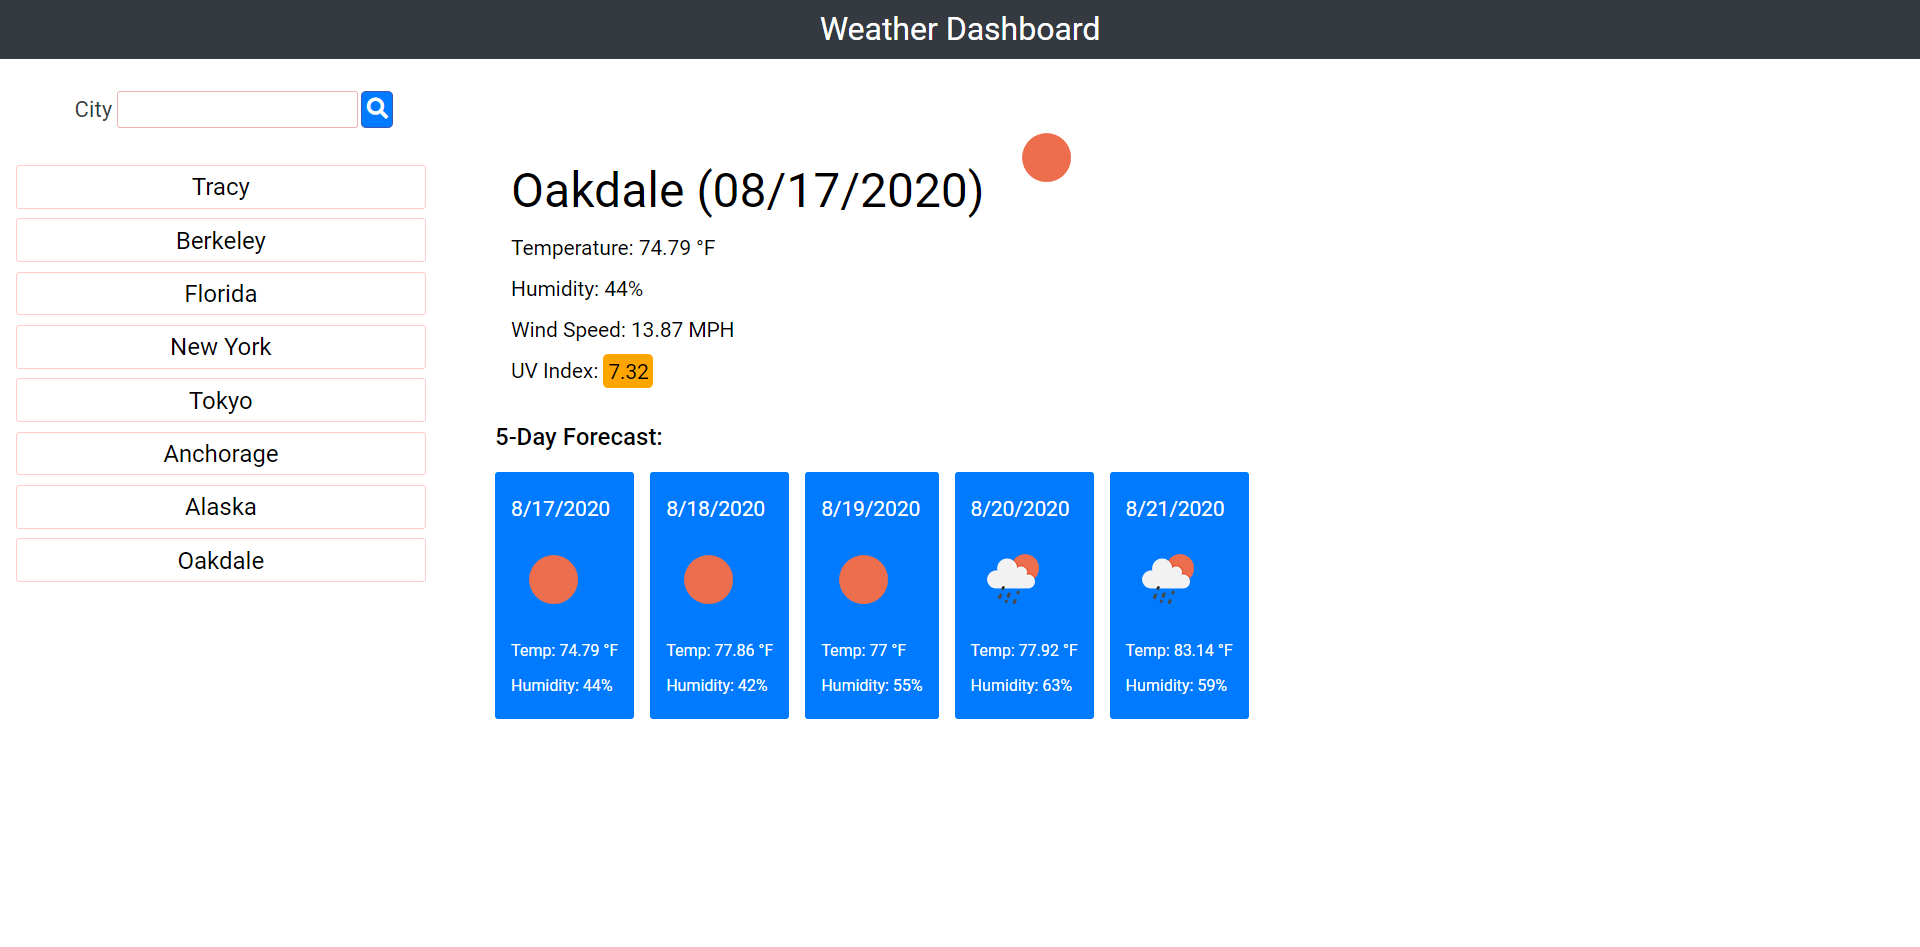 Weather Dashboard
City
Tracy
Berkeley
Florida
New York
Tokyo
Anchorage
Alaska
Oakdale
Oakdale (08/17/2020)
Temperature: 74.79 °F
Humidity: 44%
Wind Speed: 13.87 MPH
UV Index: 7.32
5-Day Forecast:
8/17/2020
Temp: 74.79 °F
Humidity: 44%
8/18/2020
Temp: 77.86 °F
Humidity: 42%
8/19/2020
Temp: 77 °F
Humidity: 55%
8/20/2020
Temp: 77.92 °F
Humidity: 63%
8/21/2020
Temp: 83.14 °F
Humidity: 59%